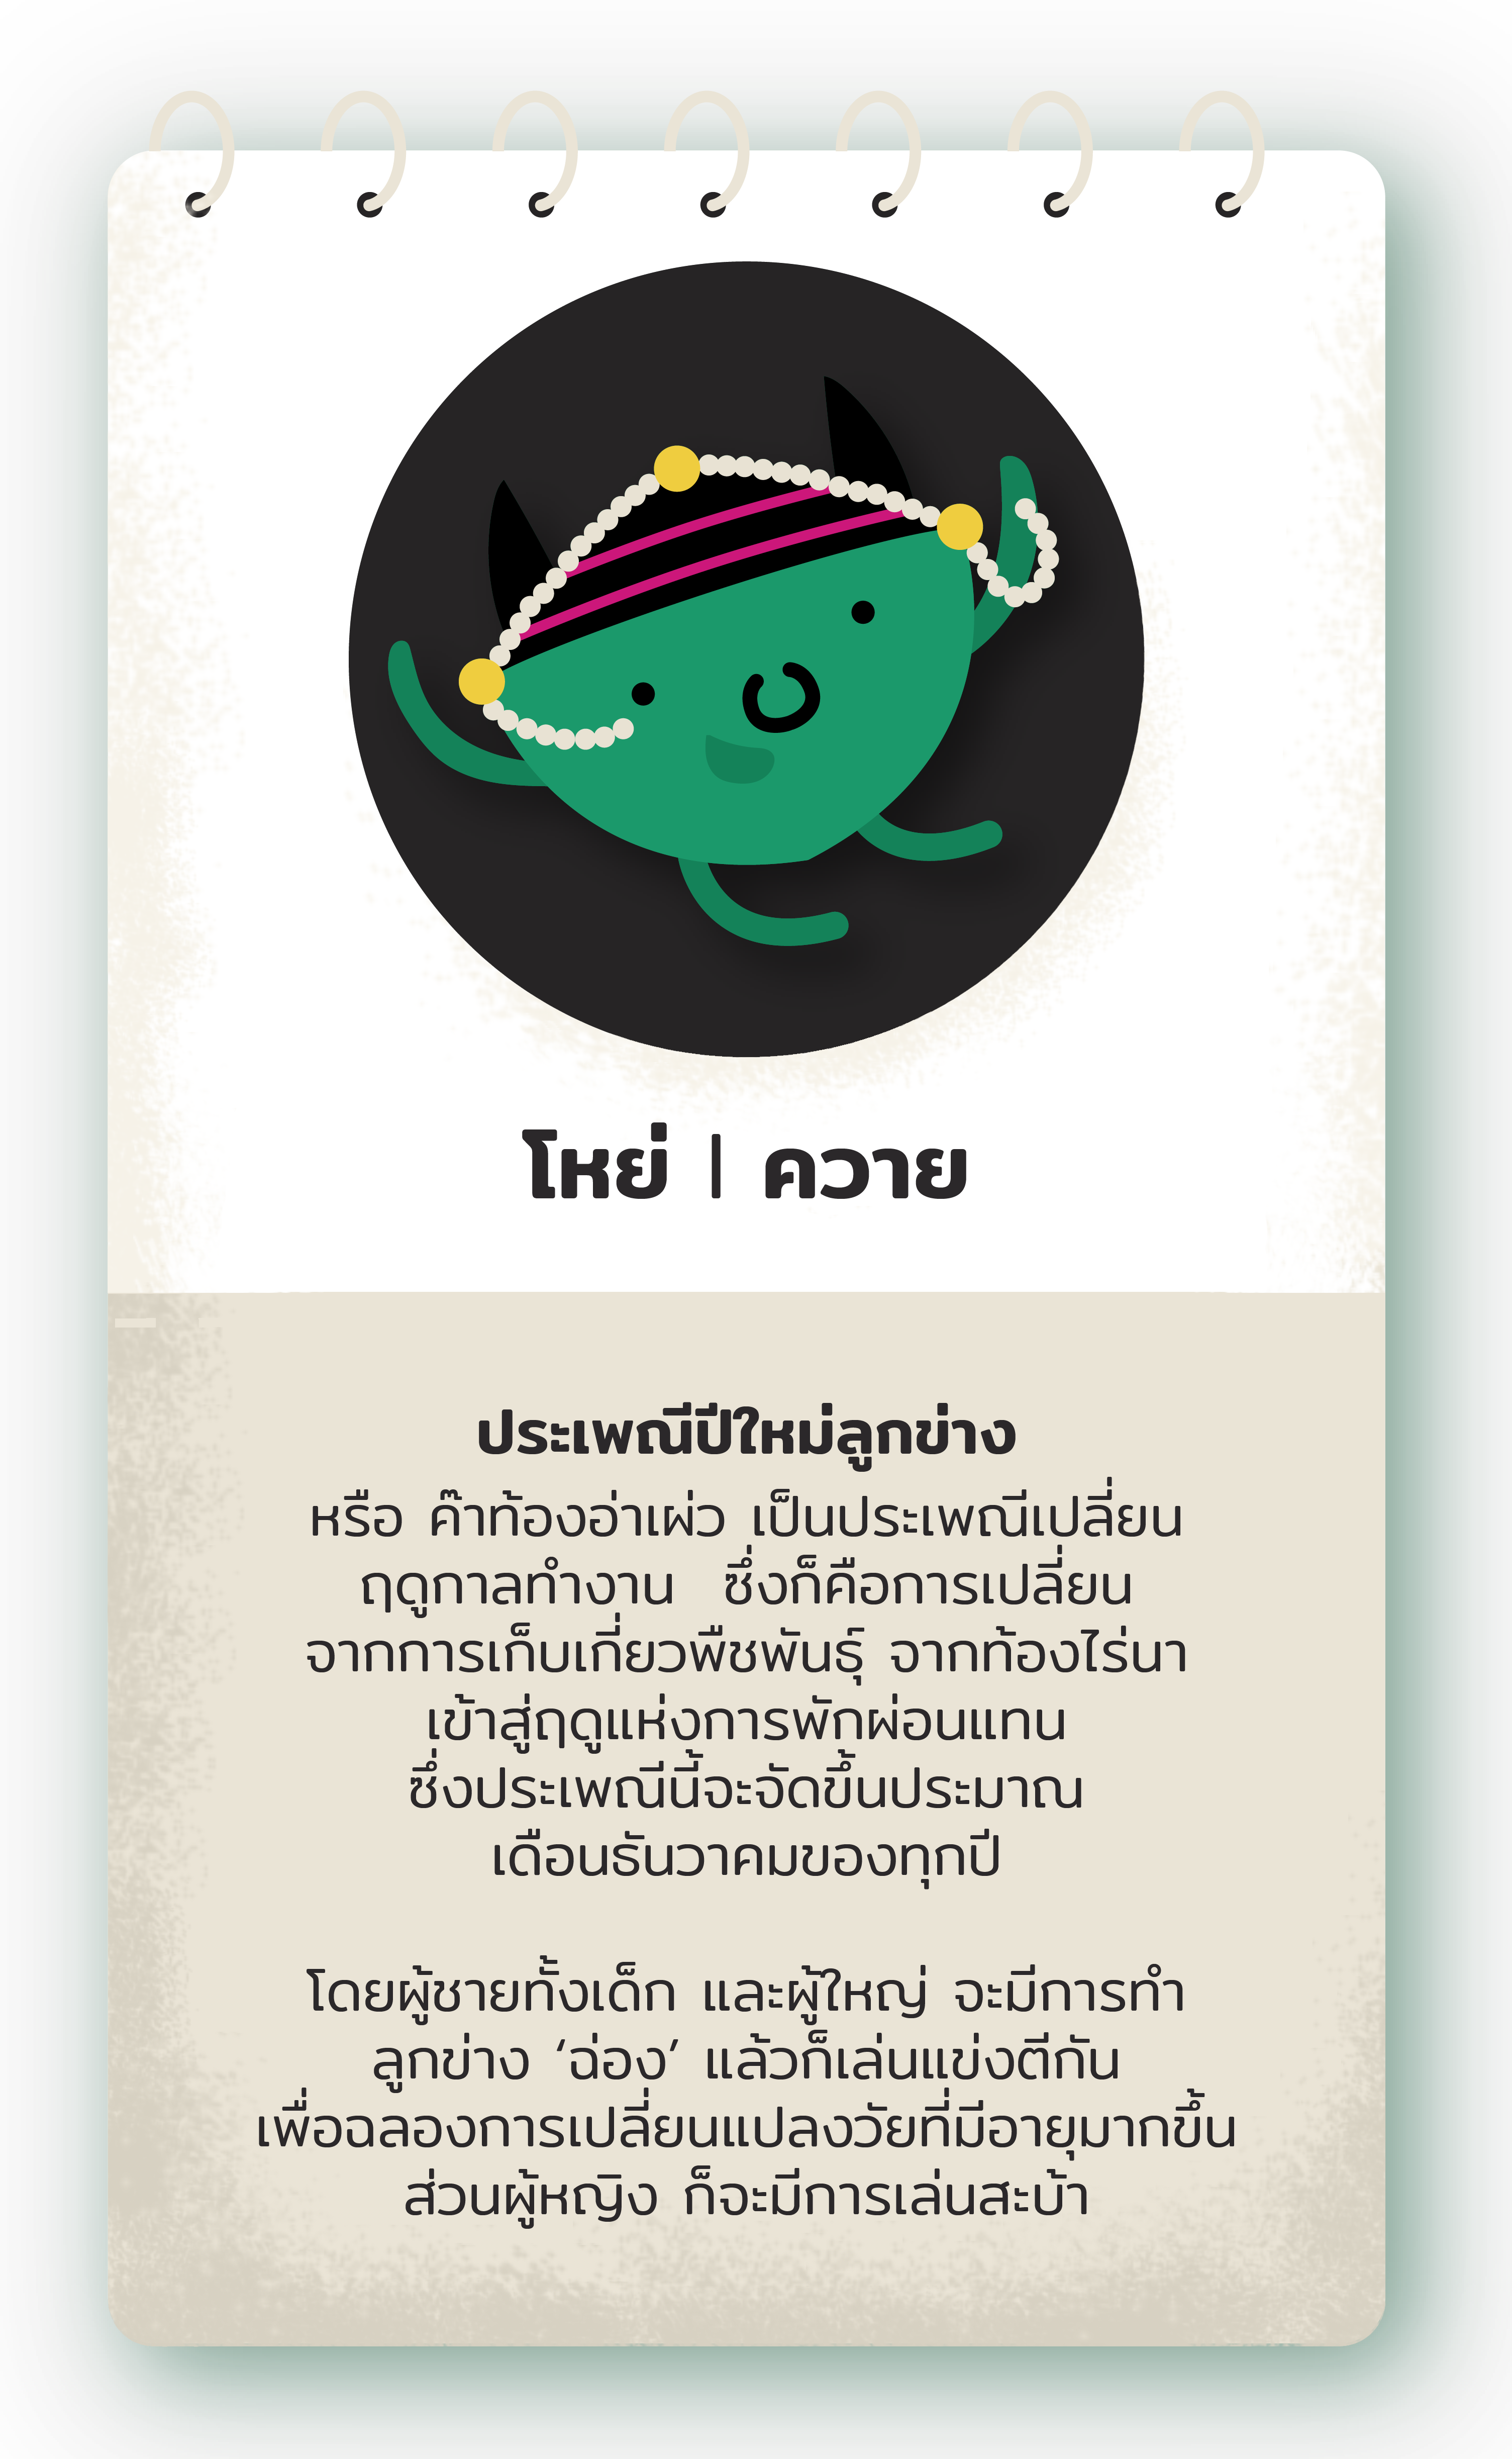 โหย่ | ควาย
ประเพณีปีใหม่ลูกข่าง
หรือ ค๊าท้องอ่าเผ่ว เป็นประเพณีเปลี่ยน
ฤดูกาลทำงาน ซึ่งก็คือการเปลี่ยน
จากการเก็บเกี่ยวพืชพันธุ์ จากท้องไร่นา
เข้าสู่ฤดูแห่งการพักผ่อนแทน
ซึ่งประเพณีนี้จะจัดขึ้นประมาณ
เดือนธันวาคมของทุกปี
โดยผู้ชายทั้งเด็ก และผู้ใหญ่ จะมีการทำ
ลูกข่าง ‘ฉ่อง’ แล้วก็เล่นแข่งตีกัน
เพื่อฉลองการเปลี่ยนแปลงวัยที่มีอายุมากขึ้น
ส่วนผู้หญิง ก็จะมีการเล่นสะบ้า